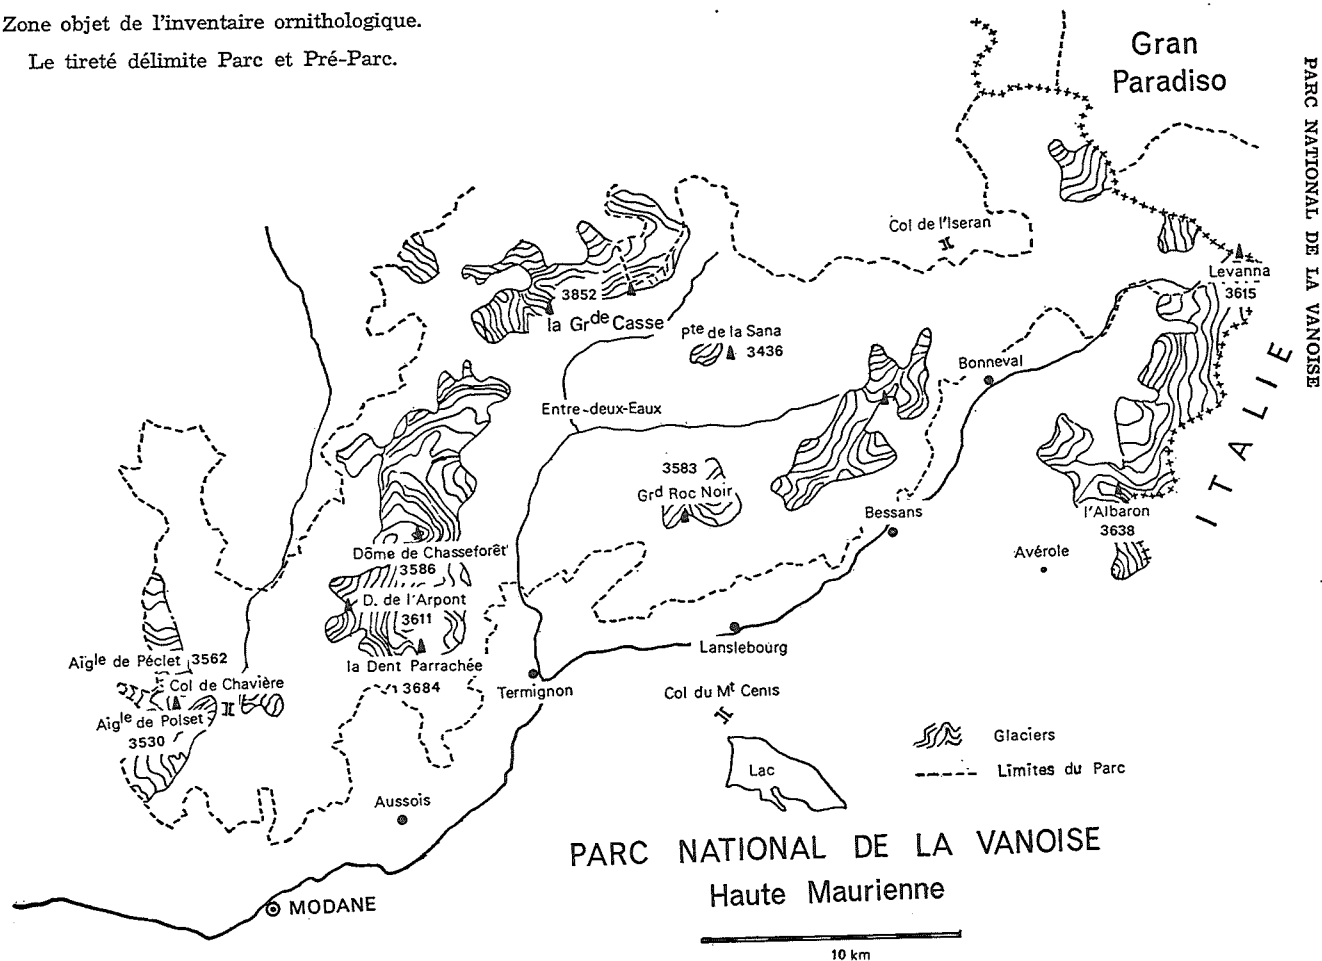 Zone objet de l'inventaire ornithologique.
Le tireté délimite Parc et Pré-Parc.
Gran
Paradiso
PARC NATIONAL DE LA VANOISE
Col de l'Iseran
Levanna
3615
3852
la Grde Casse
Pte de la Sana
3436
Bonneval
ITALIE
Entre-deux-Eaux
3583
Grd Roc Noir
Bessans
l'Albaron
3638
Avérole
Dôme de Chasseforêt
3586
D. de l'Arpont
3611
la Dent Parrachée
3684
Aigle de Péclet 3562
Col de Chavière
Aigle de Polset
3530
Termignon
Lanslebourg
Col du Mt Cenis
Lac
Glaciers
Limites du Parc
Aussois
MODANE
PARC NATIONAL DE LA VANOISE
Haute Maurienne
10 km